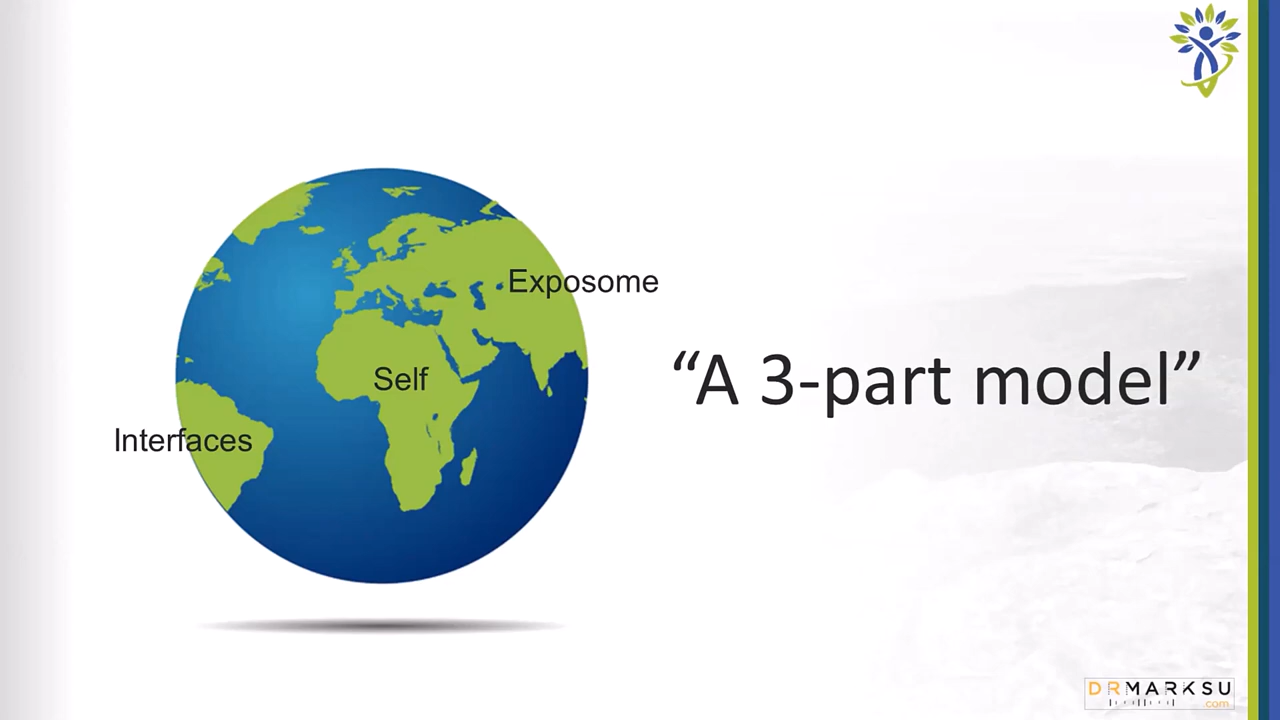 Exposome
“A 3-part model”
Self
Interfaces
DRMARKSU
.com